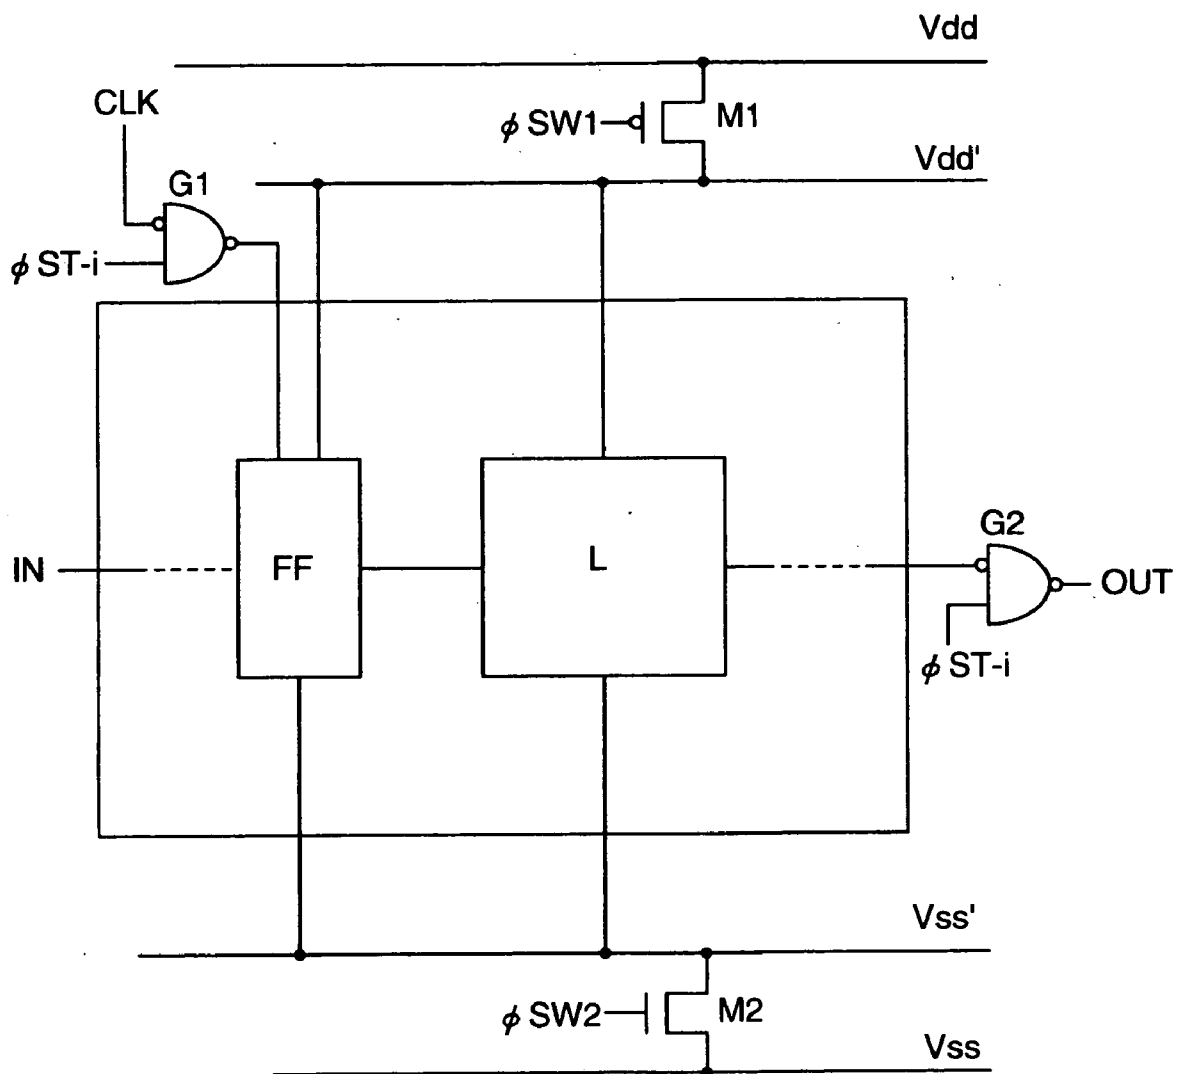 Vdd
CLK
ϕ SW1
M1
Vdd'
G1
ϕ ST-i
G2
IN
FF
L
OUT
ϕ ST-i
Vss'
ϕ SW2
M2
Vss